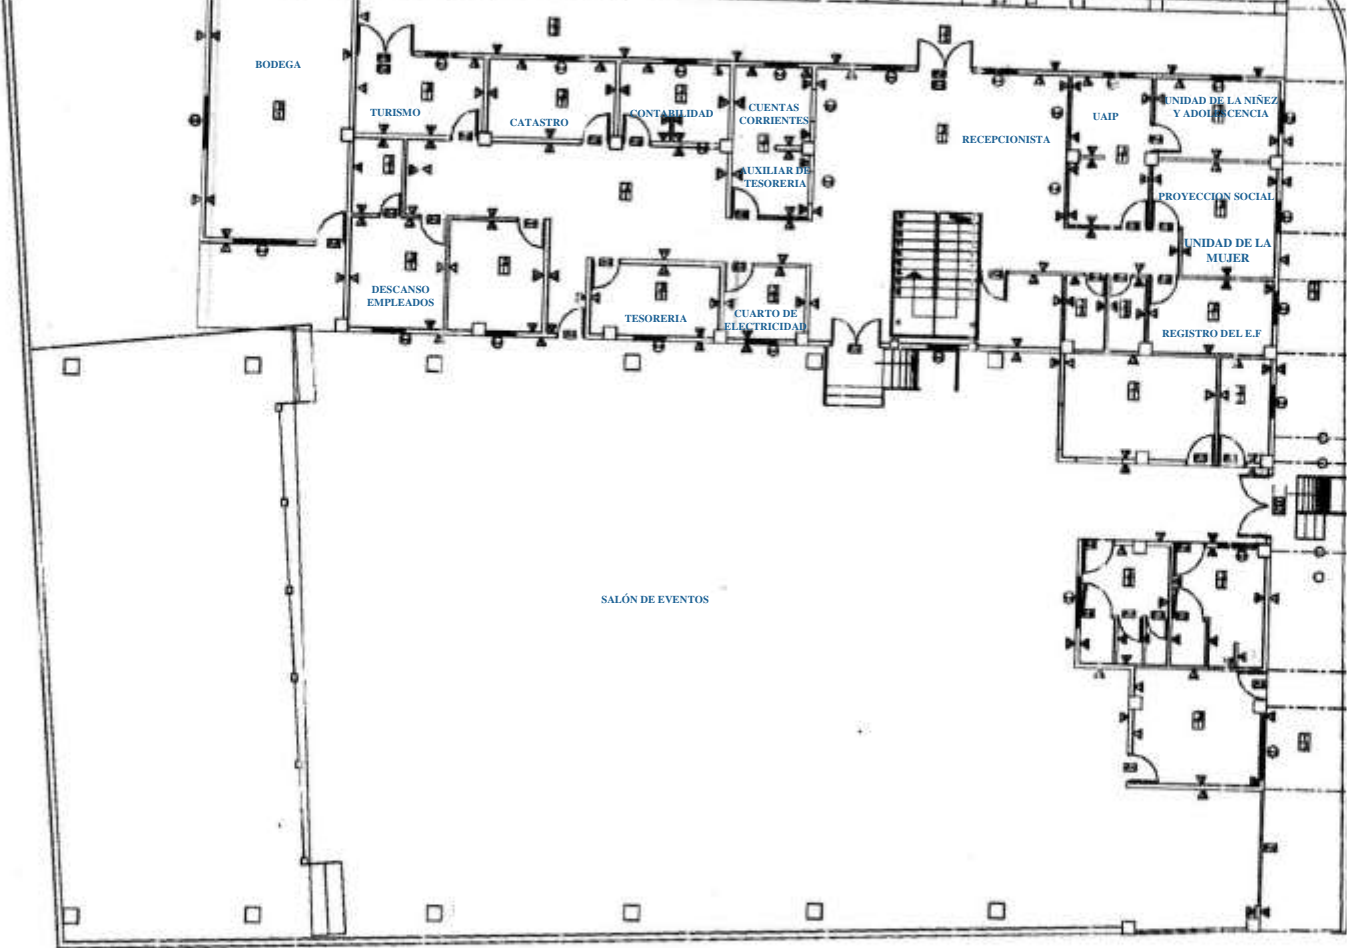 BODEGA
TURISMO
CATASTRO
CONTABILIDAD
CUENTAS
CORRIENTES
AUXILIAR DE
TESORERIA
RECEPCIONISTA
UAIP
UNIDAD DE LA NIÑEZ
Y ADOLESCENCIA
PROYECCION SOCIAL
UNIDAD DE LA
MUJER
DESCANSO
EMPLEADOS
TESORERIA
CUARTO DE
ELECTRICIDAD
REGISTRO DEL E.F
SALÓN DE EVENTOS